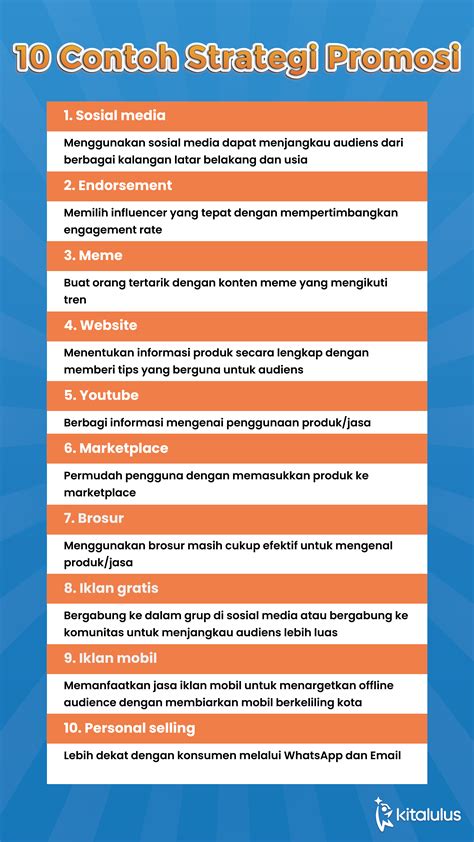 10 Contoh Strategi Promosi
1. Sosial media
Menggunakan sosial media dapat menjangkau audiens dari
berbagai kalangan latar belakang dan usia
2. Endorsement
Memilih influencer yang tepat dengan mempertimbangkan
engagement rate
3. Meme
Buat orang tertarik dengan konten meme yang mengikuti
tren
4. Website
Menentukan informasi produk secara lengkap dengan
memberi tips yang berguna untuk audiens
5. Youtube
Berbagi informasi mengenai penggunaan produk/jasa
6. Marketplace
Permudah pengguna dengan memasukkan produk ke
marketplace
7. Brosur
Menggunakan brosur masih cukup efektif untuk mengenal
produk/jasa
8. Iklan gratis
Bergabung ke dalam grup di sosial media atau bergabung ke
komunitas untuk menjangkau audiens lebih luas
9. Iklan mobil
Memanfaatkan jasa iklan mobil untuk menargetkan offline
audience dengan membiarkan mobil berkeliling kota
10. Personal selling
Lebih dekat dengan konsumen melalui WhatsApp dan Email
kitalulus